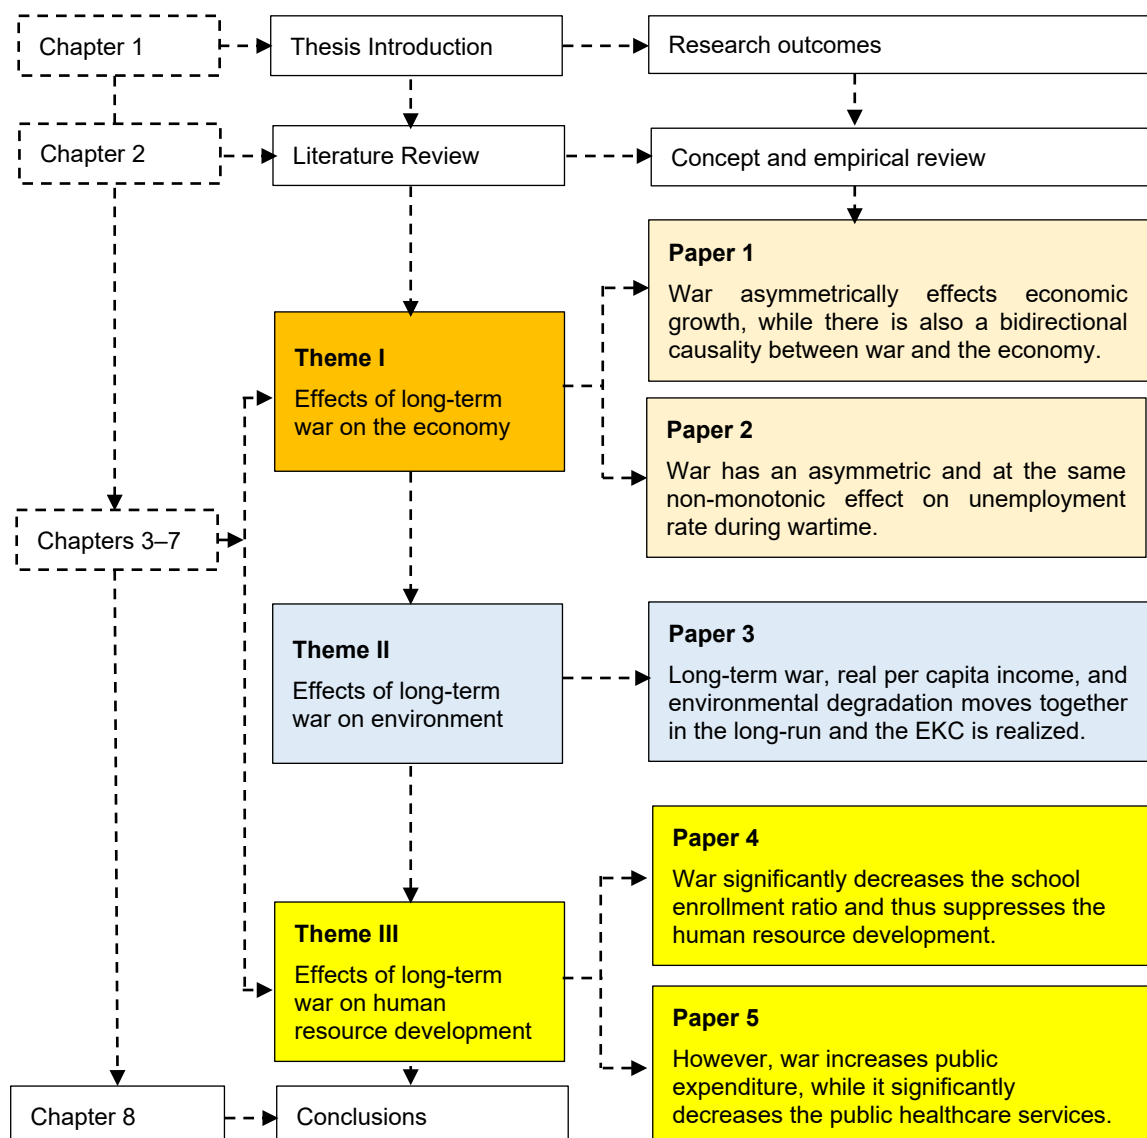 Chapter 1
Thesis Introduction
Research outcomes
Chapter 2
Literature Review
Concept and empirical review
Paper 1
War asymmetrically effects economic
growth, while there is also a bidirectional
causality between war and the economy.
Theme I
Effects of long-term
war on the economy
Paper 2
War has an asymmetric and at the same
non-monotonic effect on unemployment
rate during wartime.
Chapters 3–7
Theme II
Effects of long-term
war on environment
Paper 3
Long-term war, real per capita income, and
environmental degradation moves together
in the long-run and the EKC is realized.
Paper 4
War significantly decreases the school
enrollment ratio and thus suppresses the
human resource development.
Theme III
Effects of long-term
war on human
resource development
Paper 5
However, war increases public
expenditure, while it significantly
decreases the public healthcare services.
Chapter 8
Conclusions